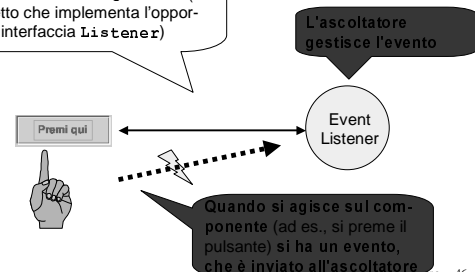 etto che implementa l'oppor-
interfaccia Listener)
L'ascoltatore
gestisce l'evento
Premi qui
Event
Listener
Quando si agisce sul com-
ponente (ad es., si preme il
pulsante) si ha un evento,
che è inviato all'ascoltatore